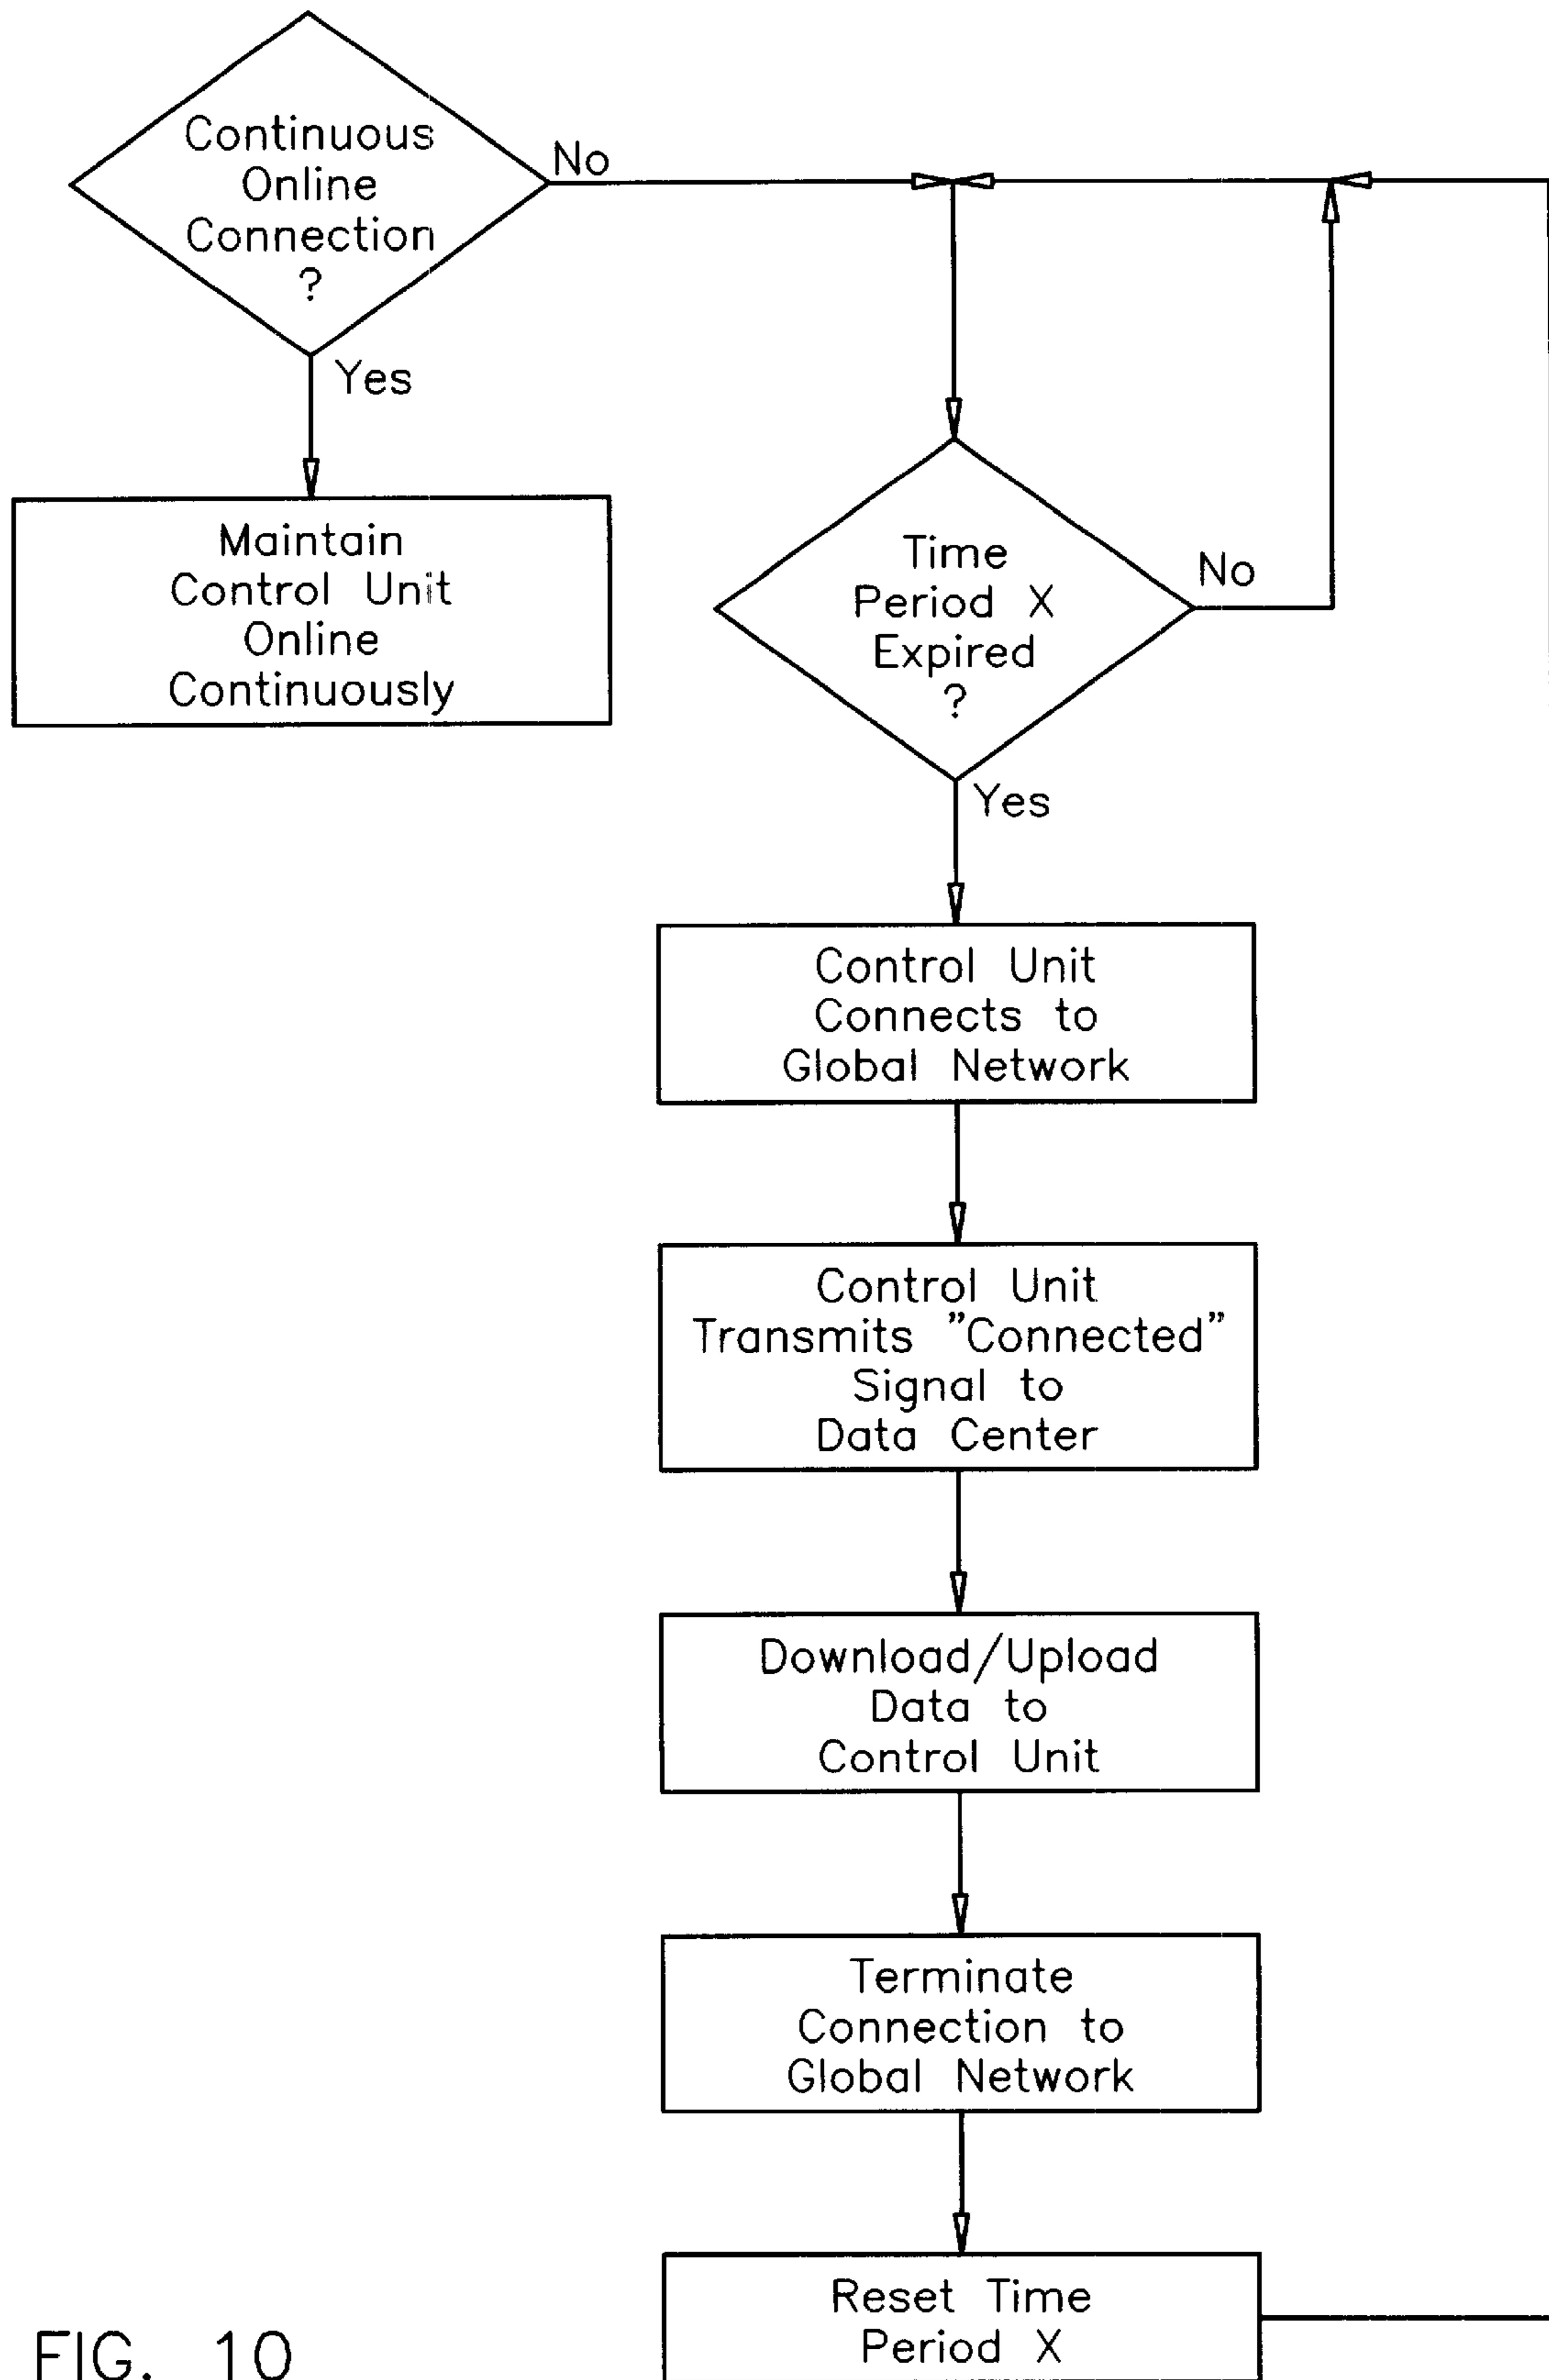 Continuous
Online
Connection
?
No
Yes
Maintain
Control Unit
Online
Continuously
Time
Period X
Expired
?
No
Yes
Control Unit
Connects to
Global Network
Control Unit
Transmits "Connected"
Signal to
Data Center
Download/Upload
Data to
Control Unit
Terminate
Connection to
Global Network
Reset Time
Period X
FIG. 10